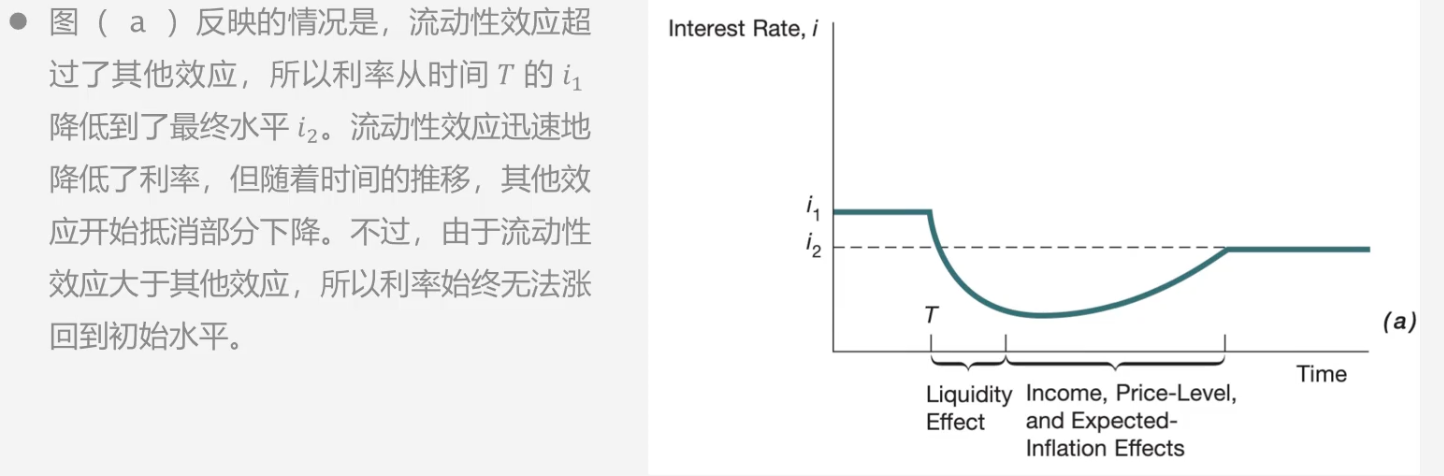 ● 图（ a ）反映的情况是，流动性效应超
过了其他效应，所以利率从时间 T 的 i₁
降低到了最终水平 i₂。流动性效应迅速地
降低了利率，但随着时间的推移，其他效
应开始抵消部分下降。不过，由于流动性
效应大于其他效应，所以利率始终无法涨
回到初始水平。
Interest Rate, i
i₁
i₂
T
(a)
Time
Liquidity
Effect
Income, Price-Level,
and Expected-
Inflation Effects